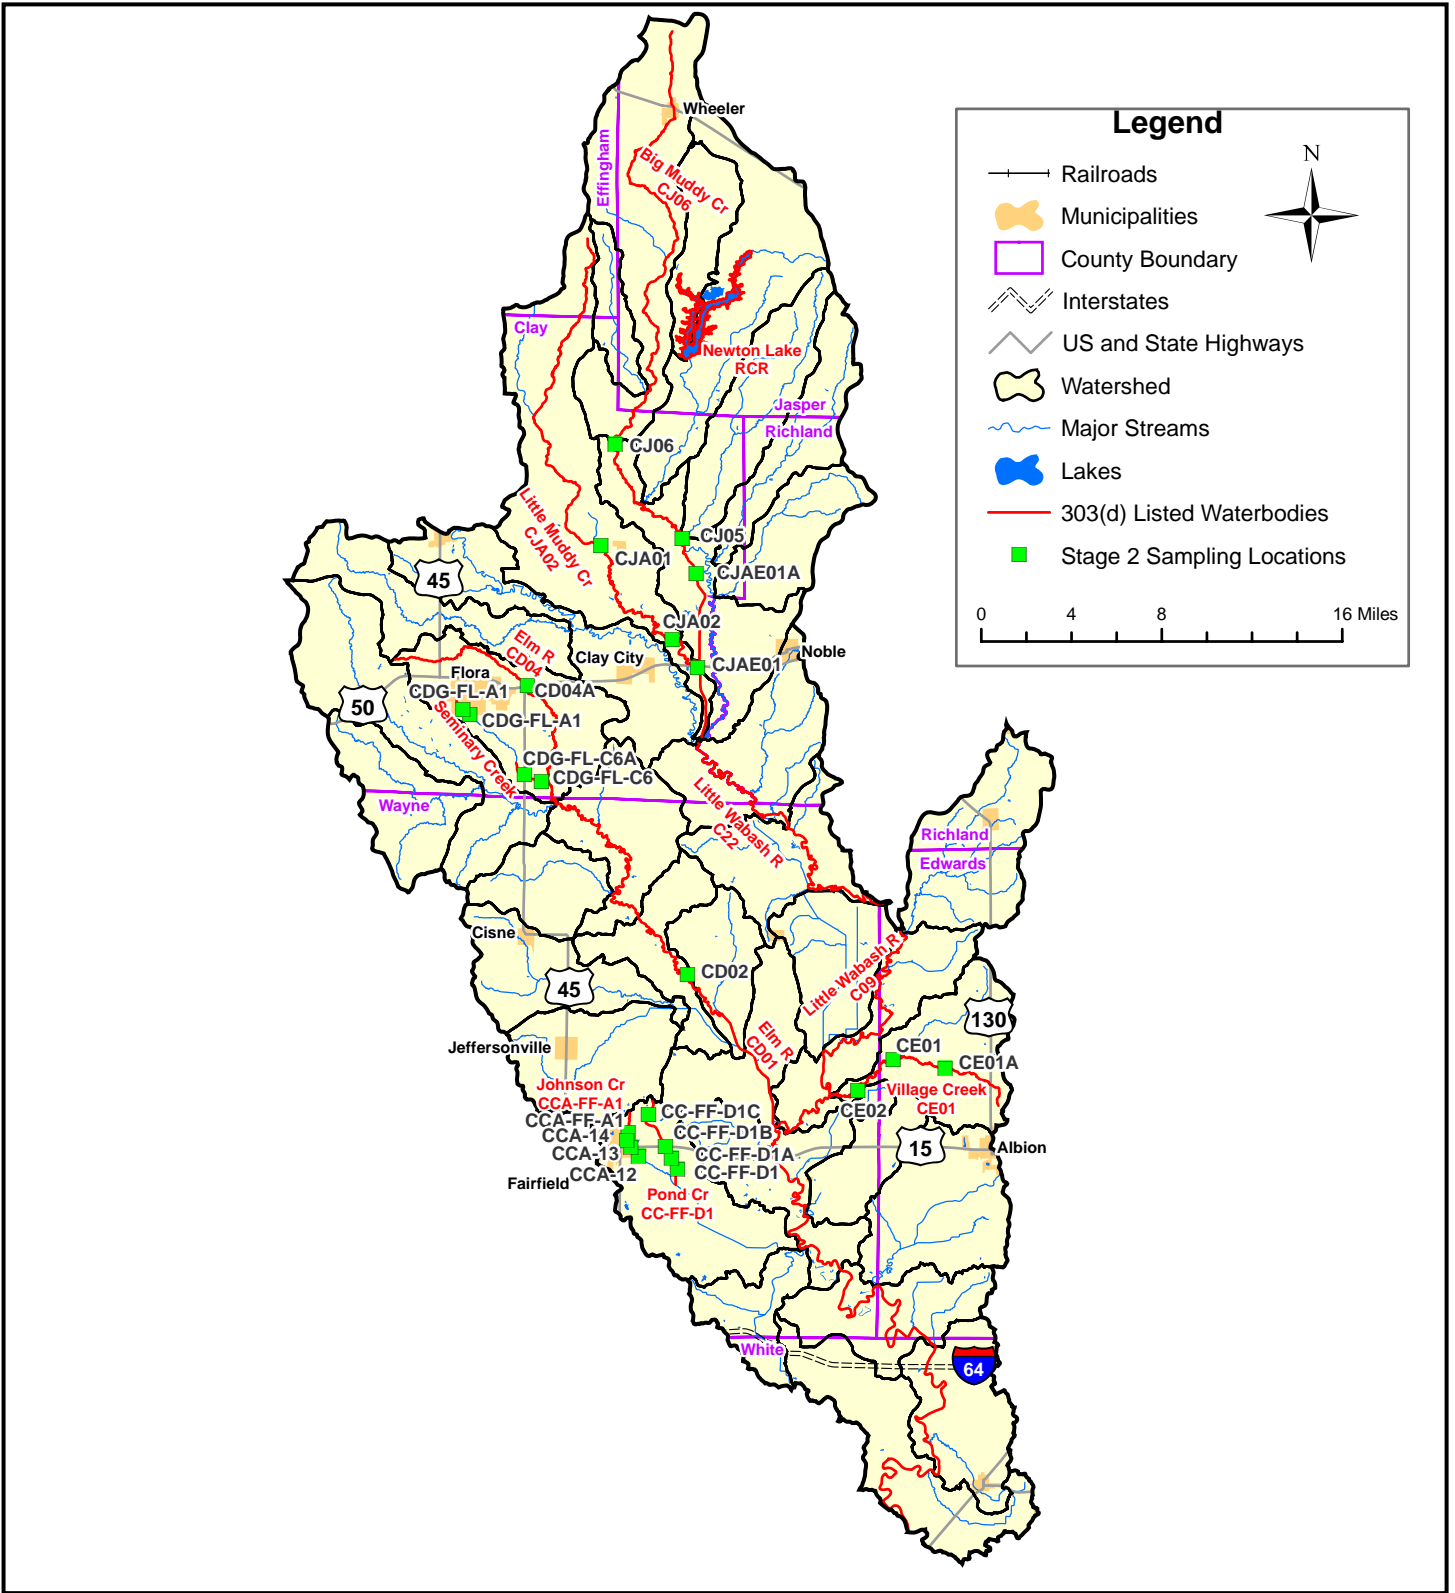 Legend
N
Railroads
Municipalities
County Boundary
Interstates
US and State Highways
Watershed
Major Streams
Lakes
303(d) Listed Waterbodies
Stage 2 Sampling Locations
0 4 8 16 Miles
Wheeler
Effingham
Big Muddy Cr
CJ06
Clay
Newton Lake
RCR
Jasper
Richland
CJ06
Little Muddy Cr
CJA02
CJ05
CJA01
CJAE01A
45
CJA02
Elm R
CD04
Clay City
Noble
CJAE01
Flora
CDG-FL-A1
CD04A
50
CDG-FL-A1
Seminary Creek
CDG-FL-C6A
CDG-FL-C6
Wayne
Little Wabash R
C22
Richland
Edwards
Cisne
Little Wabash R
C09
CD02
45
130
Elm R
CD01
Jeffersonville
CE01
CE01A
Johnson Cr
CCA-FF-A1
Village Creek
CE01
CE02
CCA-FF-A1
CC-FF-D1C
CCA-14
CC-FF-D1B
CCA-13
CC-FF-D1A
15
Albion
CCA-12
CC-FF-D1
Fairfield
Pond Cr
CC-FF-D1
White
64